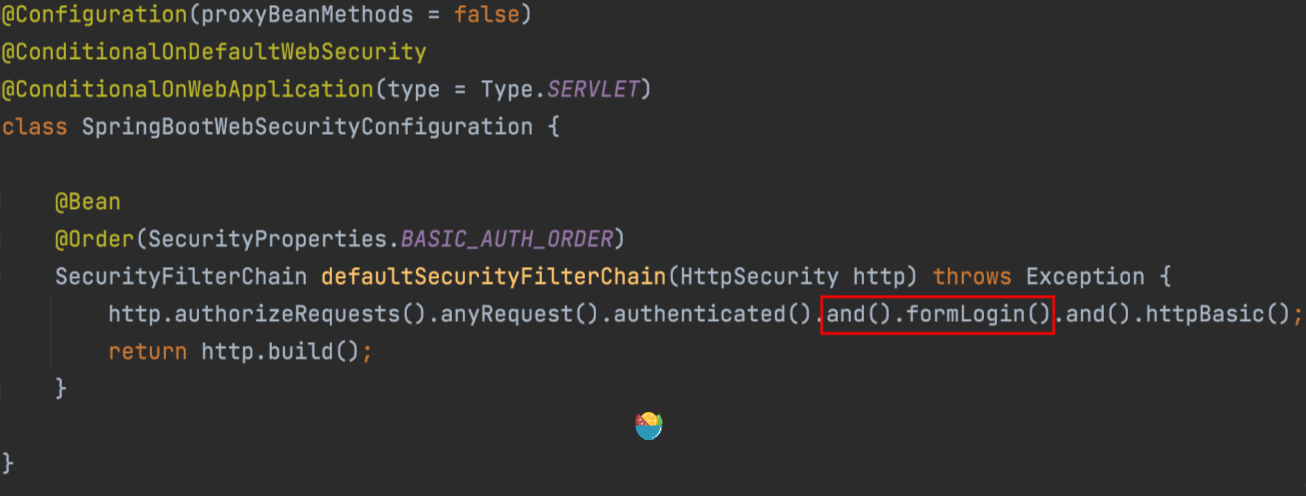 @Configuration(proxyBeanMethods = false)
@ConditionalOnDefaultWebSecurity
@ConditionalOnWebApplication(type = Type.SERVLET)
class SpringBootWebSecurityConfiguration {
@Bean
@Order(SecurityProperties.BASIC_AUTH_ORDER)
SecurityFilterChain defaultSecurityFilterChain(HttpSecurity http) throws Exception {
http.authorizeRequests().anyRequest().authenticated().and().formLogin().and().httpBasic();
return http.build();
}
}